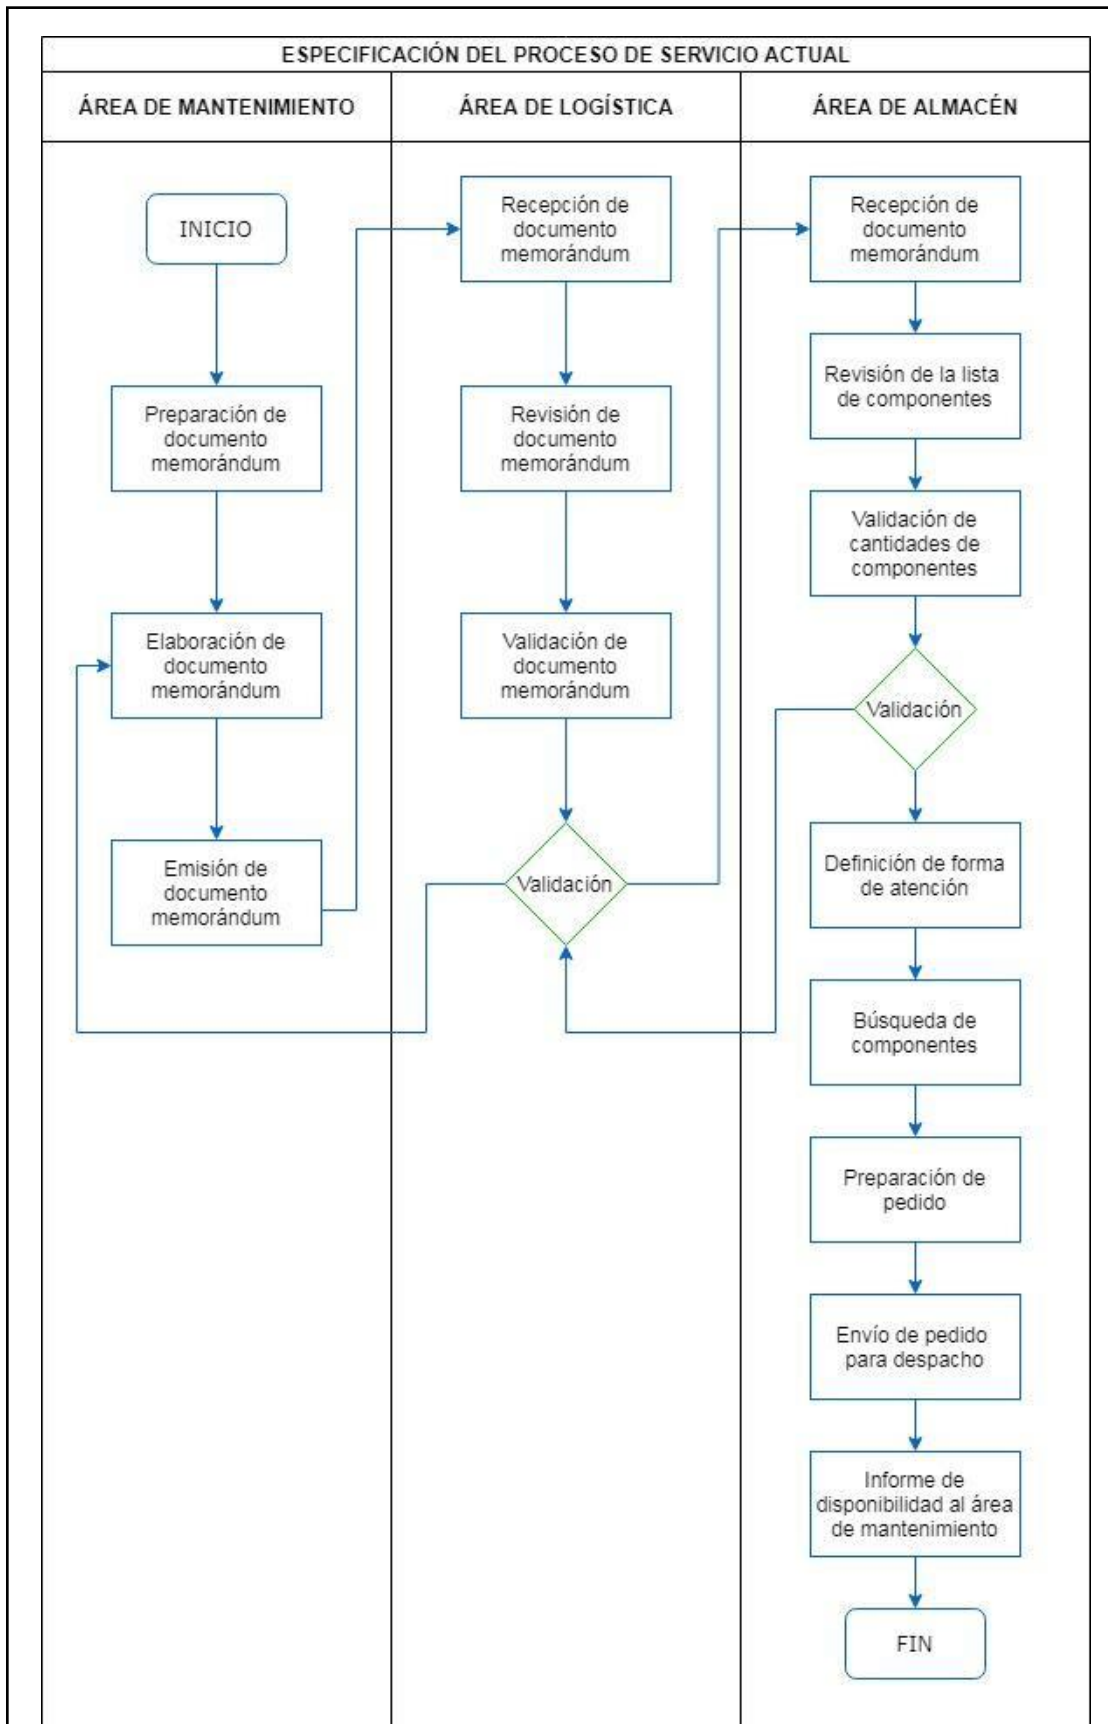 ESPECIFICACIÓN DEL PROCESO DE SERVICIO ACTUAL
ÁREA DE MANTENIMIENTO
ÁREA DE LOGÍSTICA
ÁREA DE ALMACÉN
INICIO
Preparación de
documento
memorándum
Elaboración de
documento
memorándum
Emisión de
documento
memorándum
Recepción de
documento
memorándum
Revisión de
documento
memorándum
Validación de
documento
memorándum
Validación
Recepción de
documento
memorándum
Revisión de la lista
de componentes
Validación de
cantidades de
componentes
Validación
Definición de forma
de atención
Búsqueda de
componentes
Preparación de
pedido
Envío de pedido
para despacho
Informe de
disponibilidad al área
de mantenimiento
FIN